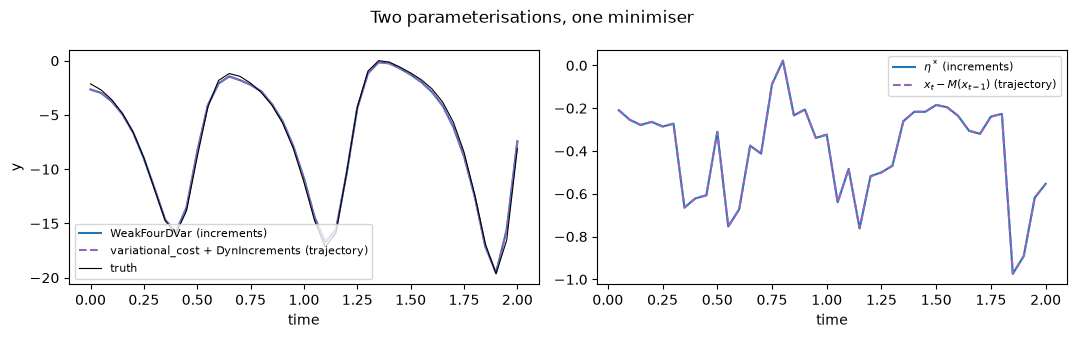 Two parameterisations, one minimiser
y
0
−5
−10
−15
−20
WeakFourDVar (increments)
variational_cost + DynIncrements (trajectory)
truth
0.00 0.25 0.50 0.75 1.00 1.25 1.50 1.75 2.00
time
0.0
−0.2
−0.4
−0.6
−0.8
−1.0
η^x (increments)
x_t − M(x_{t−1}) (trajectory)
0.00 0.25 0.50 0.75 1.00 1.25 1.50 1.75 2.00
time